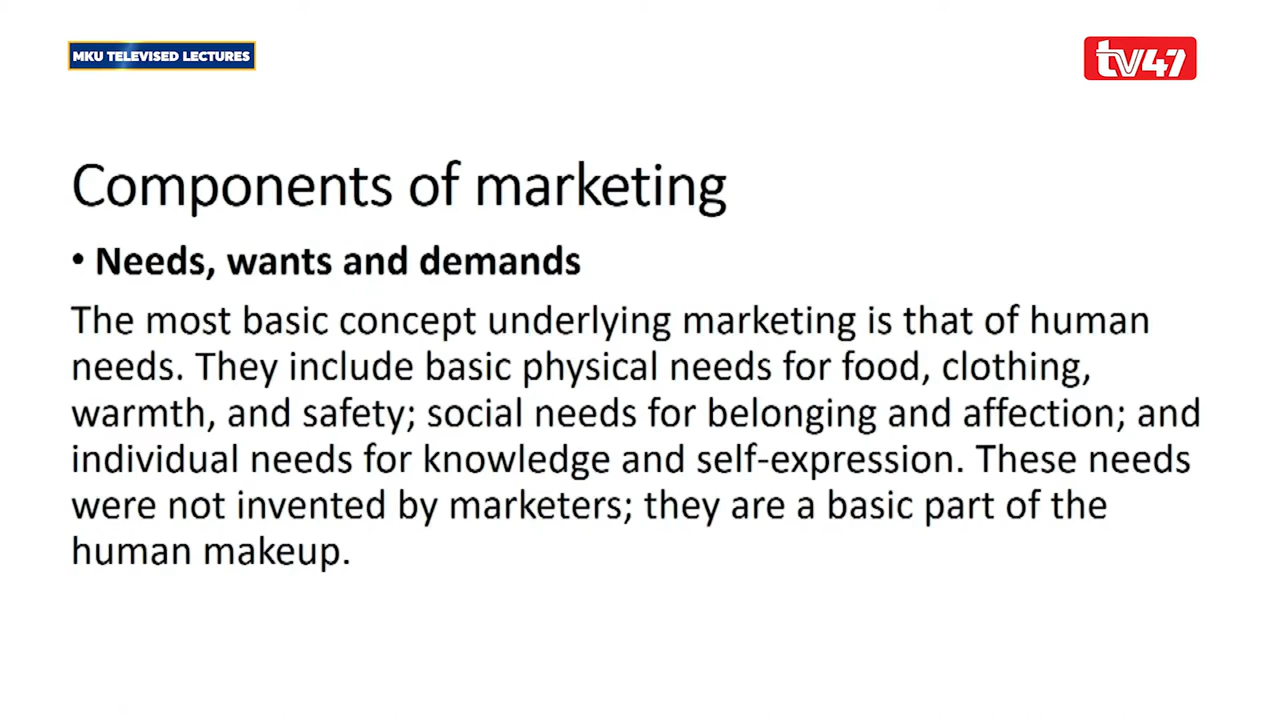 MKU TELEVISED LECTURES
tv47
Components of marketing
• Needs, wants and demands
The most basic concept underlying marketing is that of human
needs. They include basic physical needs for food, clothing,
warmth, and safety; social needs for belonging and affection; and
individual needs for knowledge and self-expression. These needs
were not invented by marketers; they are a basic part of the
human makeup.